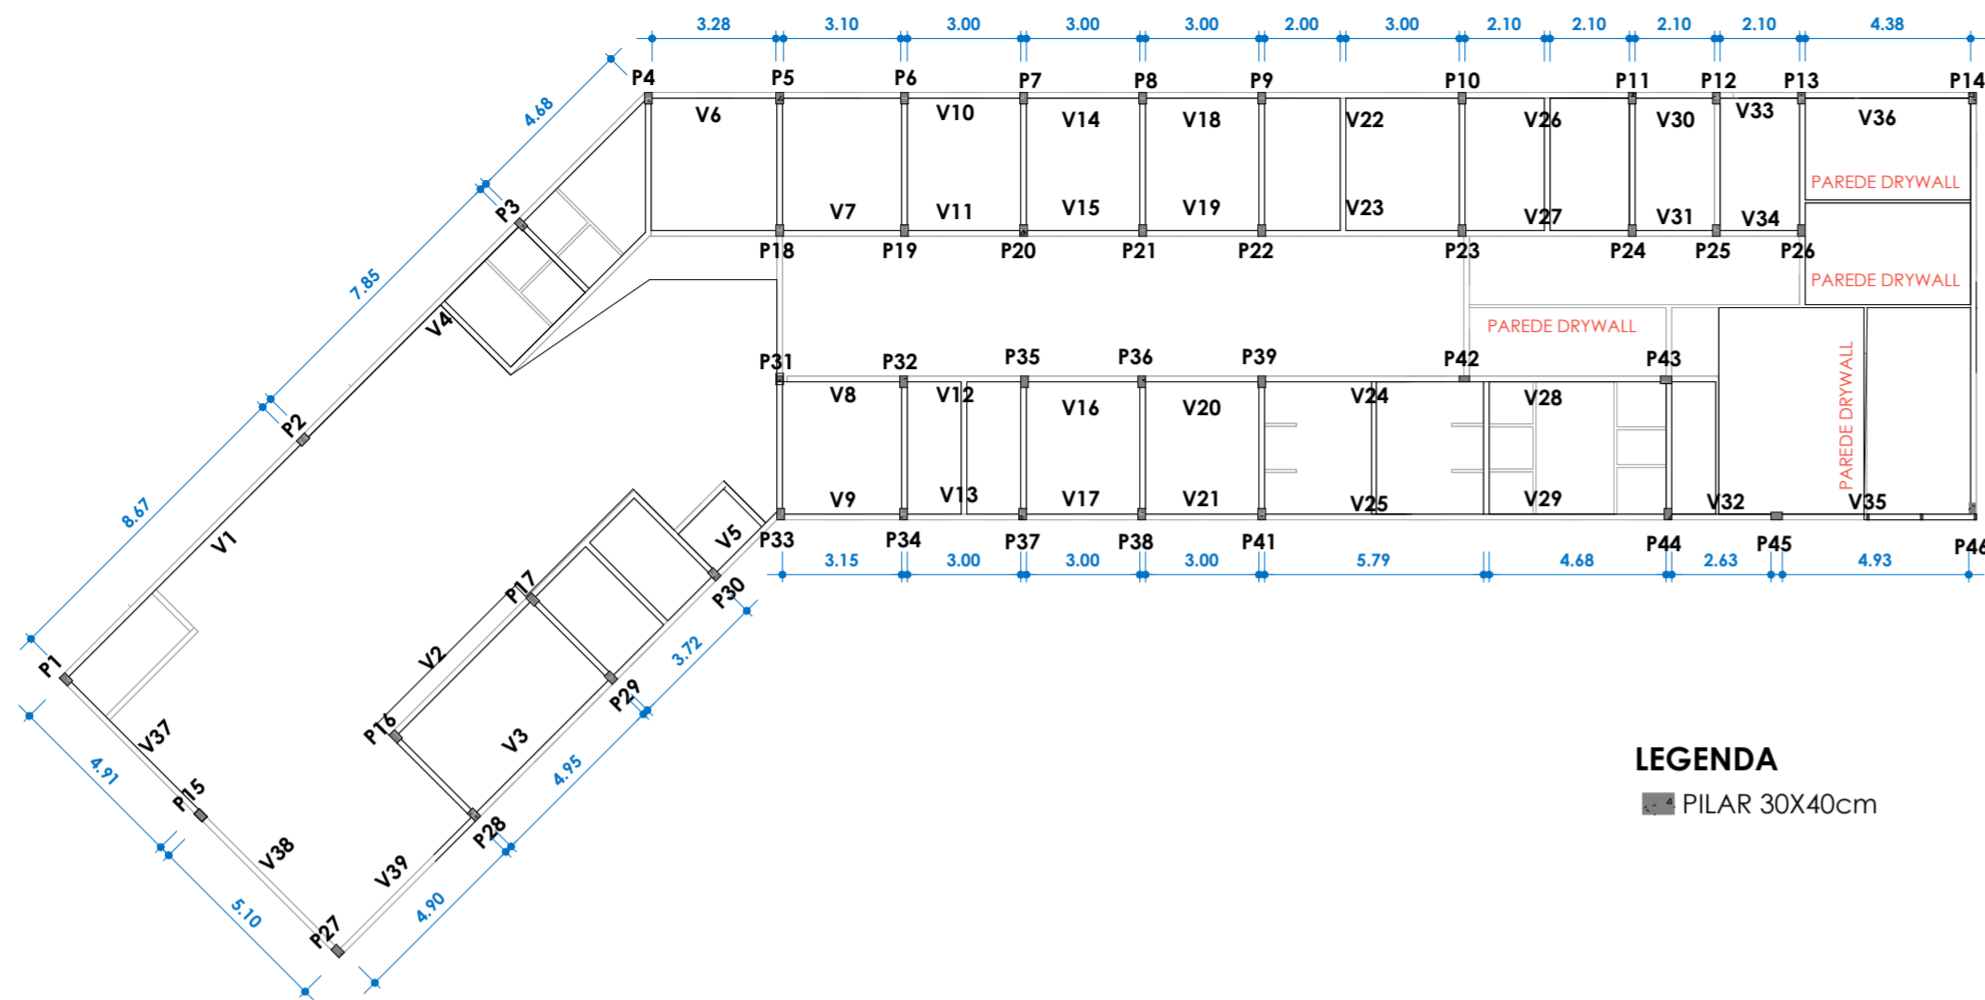 3.28 3.10 3.00 3.00 3.00 2.00 3.00 2.10 2.10 2.10 2.10 4.38
P4 P5 P6 P7 P8 P9 P10 P11 P12 P13 P14
4.68
V6 V10 V14 V18 V22 V26 V30 V33 V36
PAREDE DRYWALL
P3
V7 V11 V15 V19 V23 V27 V31 V34
P18 P19 P20 P21 P22 P23 P24 P25 P26
7.85
PAREDE DRYWALL
V4
PAREDE DRYWALL
P31 P32 P35 P36 P39 P42 P43
V8 V12 V16 V20 V24 V28
PAREDE DRYWALL
P2
8.67
V1
V9 V13 V17 V21 V25 V29 V32 V35
V5
P33 P34 P37 P38 P41 P44 P45 P46
3.15 3.00 3.00 3.00 5.79 4.68 2.63 4.93
P17 P30
3.72
P1
V2
P29
V37 P16 V3
4.91 4.95
P15
P28
V38 V39
5.10 4.90
P27
LEGENDA
PILAR 30X40cm